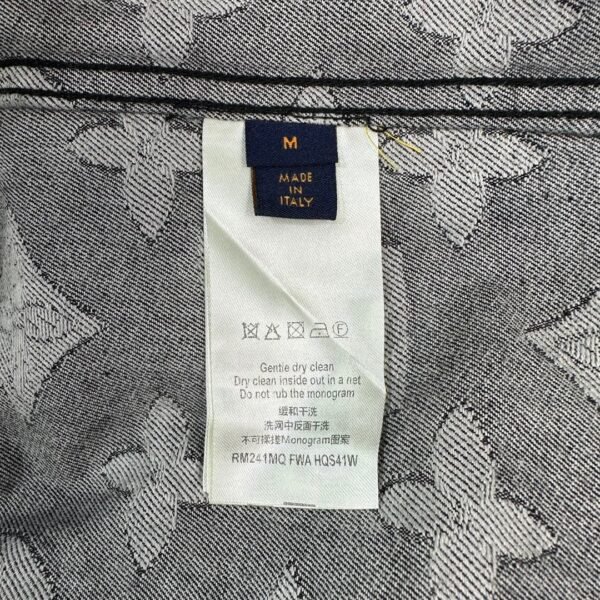 M
MADE
IN
ITALY
Gentle dry clean
Dry clean inside out in a net
Do not rub the monogram
缓和干洗
洗网中反面干洗
不可揉搓Monogram图案
RM241MQ FWA HQS41W